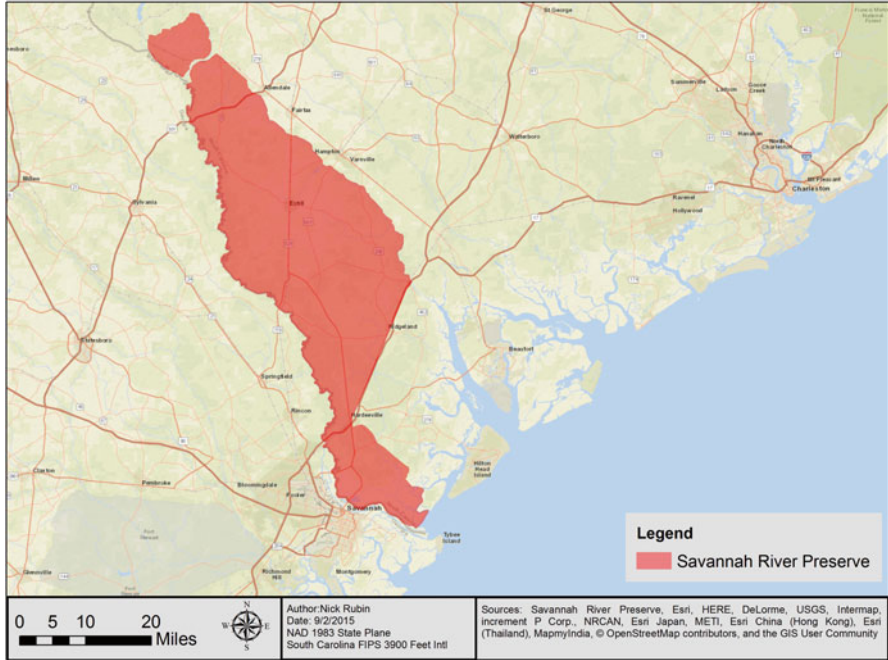 St George
Summerville
Goose
Creek
Ladson
Hanahan
North
Charleston
Mt Pleasant
Charleston
Ravenel
Hollywood
Walterboro
Allendale
Fairfax
Hampton
Varnville
Millen
Sylvania
Statesboro
Springfield
Rincon
Ridgeland
Hardeeville
Beaufort
Hilton
Head
Island
Claxton
Pembroke
Bloomingdale
Pooler
Savannah
Tybee
Island
Fort
Stewart
Glennville
Richmond
Hill
Montgomery
Legend
Savannah River Preserve
0 5 10 20
Miles
N
W E
S
Author:Nick Rubin
Date: 9/2/2015
NAD 1983 State Plane
South Carolina FIPS 3900 Feet Intl
Sources: Savannah River Preserve, Esri, HERE, DeLorme, USGS, Intermap,
increment P Corp., NRCAN, Esri Japan, METI, Esri China (Hong Kong), Esri
(Thailand), MapmyIndia, © OpenStreetMap contributors, and the GIS User Community